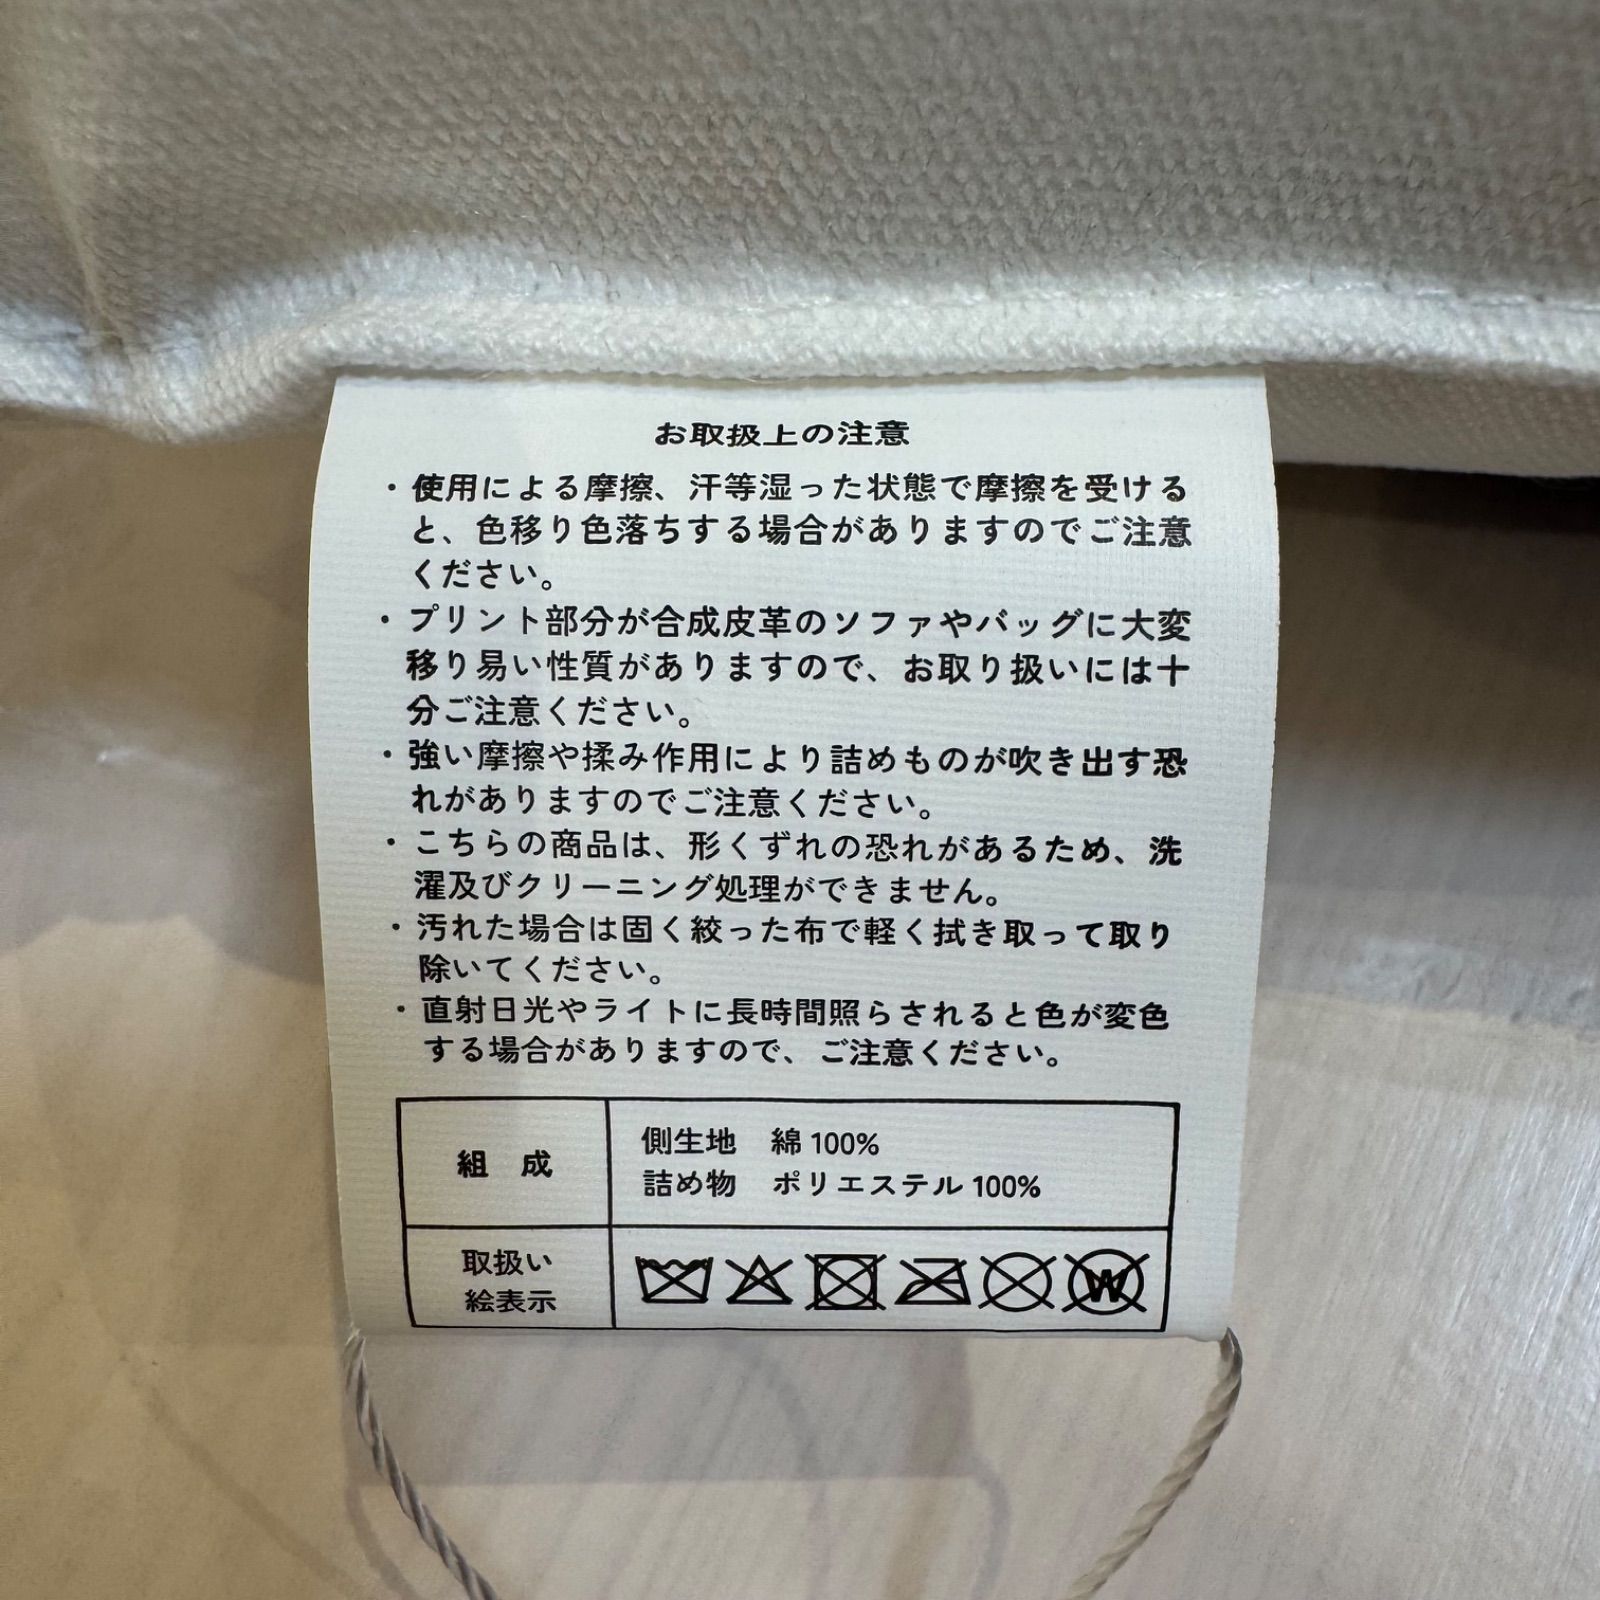 お取扱上の注意
・使用による摩擦、汗等湿った状態で摩擦を受ける
と、色移り色落ちする場合がありますのでご注意
ください。
・プリント部分が合成皮革のソファやバッグに大変
移り易い性質がありますので、お取り扱いには十
分ご注意ください。
・強い摩擦や揉み作用により詰めものが吹き出す恐
れがありますのでご注意ください。
・こちらの商品は、形くずれの恐れがあるため、洗
濯及びクリーニング処理ができません。
・汚れた場合は固く絞った布で軽く拭き取って取り
除いてください。
・直射日光やライトに長時間照らされると色が変色
する場合がありますので、ご注意ください。
組 成
側生地 綿100%
詰め物 ポリエステル100%
取扱い
絵表示
W